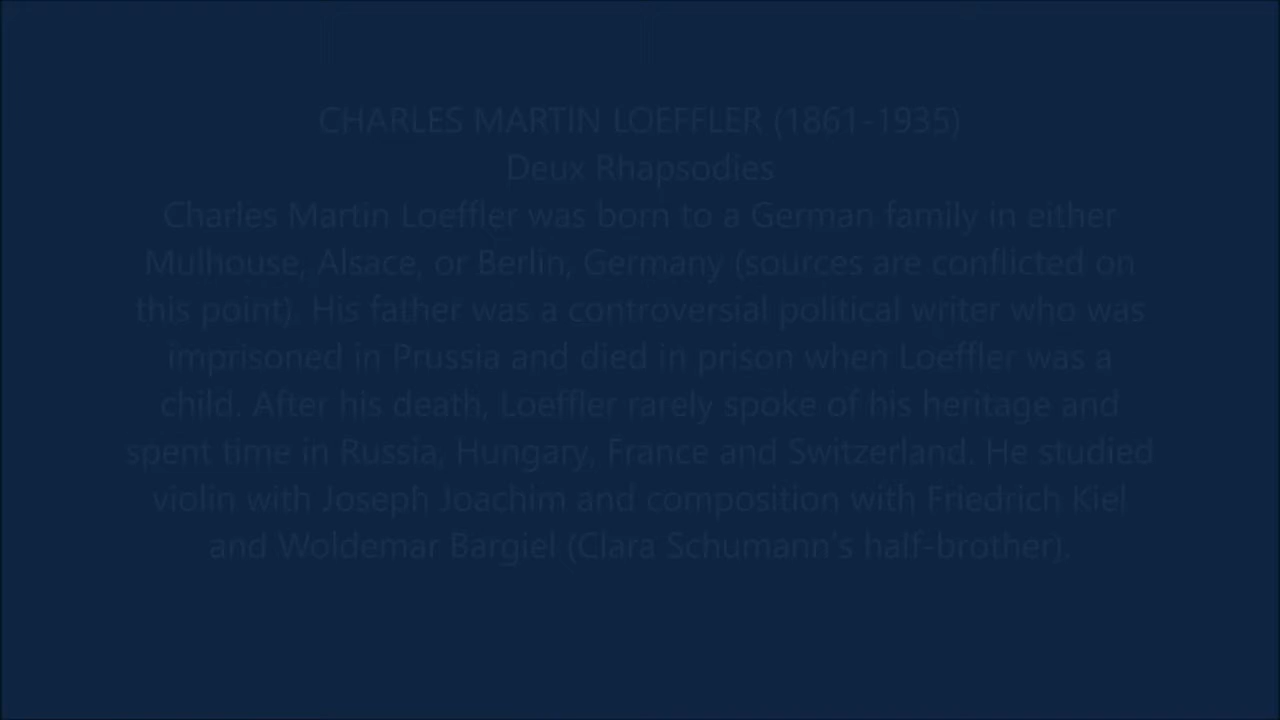 CHARLES MARTIN LOEFFLER (1861-1935)
Deux Rhapsodies
Charles Martin Loeffler was born to a German family in either
Mulhouse, Alsace, or Berlin, Germany (sources are conflicted on
this point). His father was a controversial political writer who was
imprisoned in Prussia and died in prison when Loeffler was a
child. After his death, Loeffler rarely spoke of his heritage and
spent time in Russia, Hungary, France and Switzerland. He studied
violin with Joseph Joachim and composition with Friedrich Kiel
and Woldemar Bargiel (Clara Schumann's half-brother).